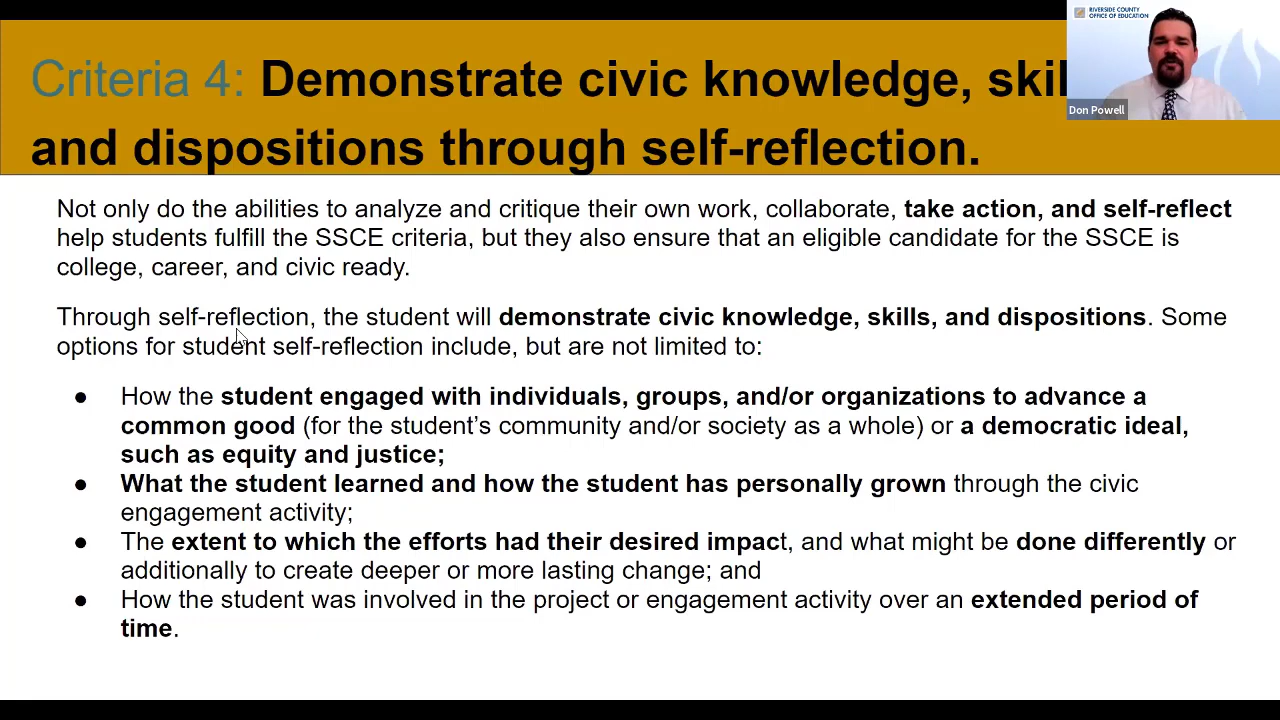 Criteria 4: Demonstrate civic knowledge, skil
and dispositions through self-reflection.
RIVERSIDE COUNTY
OFFICE OF EDUCATION
Don Powell
Not only do the abilities to analyze and critique their own work, collaborate, take action, and self-reflect
help students fulfill the SSCE criteria, but they also ensure that an eligible candidate for the SSCE is
college, career, and civic ready.
Through self-reflection, the student will demonstrate civic knowledge, skills, and dispositions. Some
options for student self-reflection include, but are not limited to:
● How the student engaged with individuals, groups, and/or organizations to advance a
common good (for the student’s community and/or society as a whole) or a democratic ideal,
such as equity and justice;
● What the student learned and how the student has personally grown through the civic
engagement activity;
● The extent to which the efforts had their desired impact, and what might be done differently or
additionally to create deeper or more lasting change; and
● How the student was involved in the project or engagement activity over an extended period of
time.